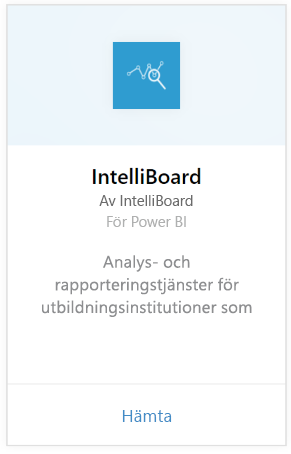 IntelliBoard
Av IntelliBoard
För Power BI
Analys- och
rapporteringstjänster för
utbildningsinstitutioner som
Hämta